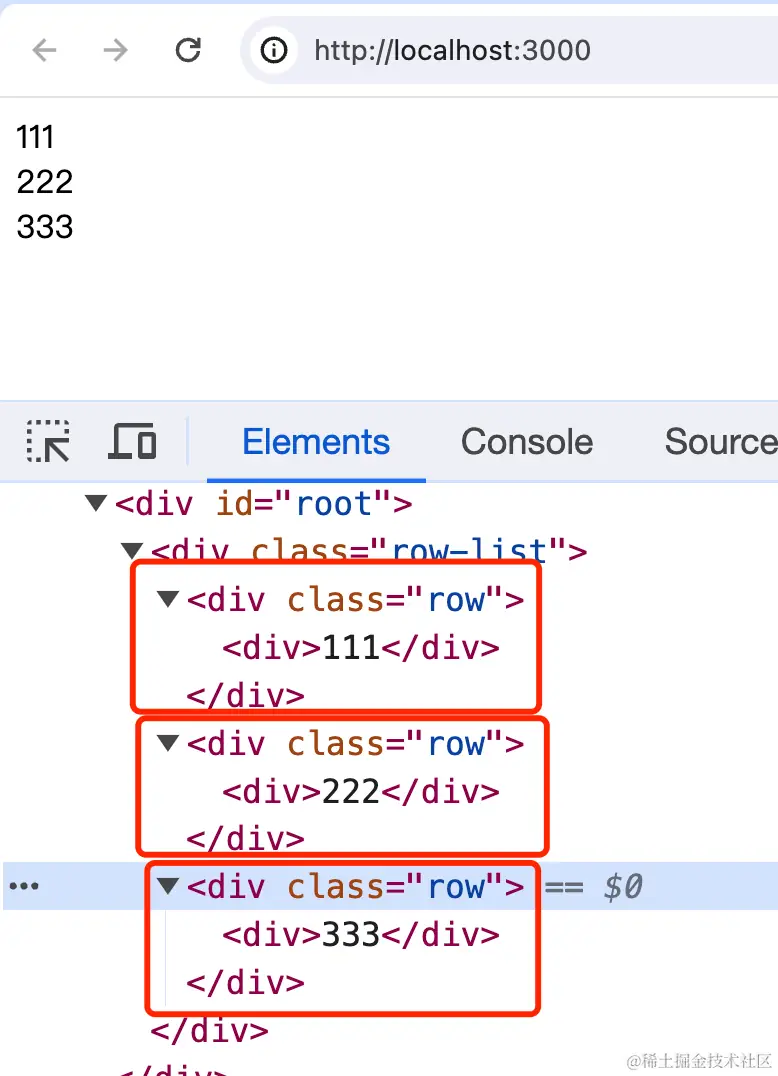 http://localhost:3000
111
222
333
Elements Console Source
<div id="root">
<div class="row-list">
<div class="row">
<div>111</div>
</div>
<div class="row">
<div>222</div>
</div>
<div class="row"> == $0
<div>333</div>
</div>
</div>
</div>
@稀土掘金技术社区